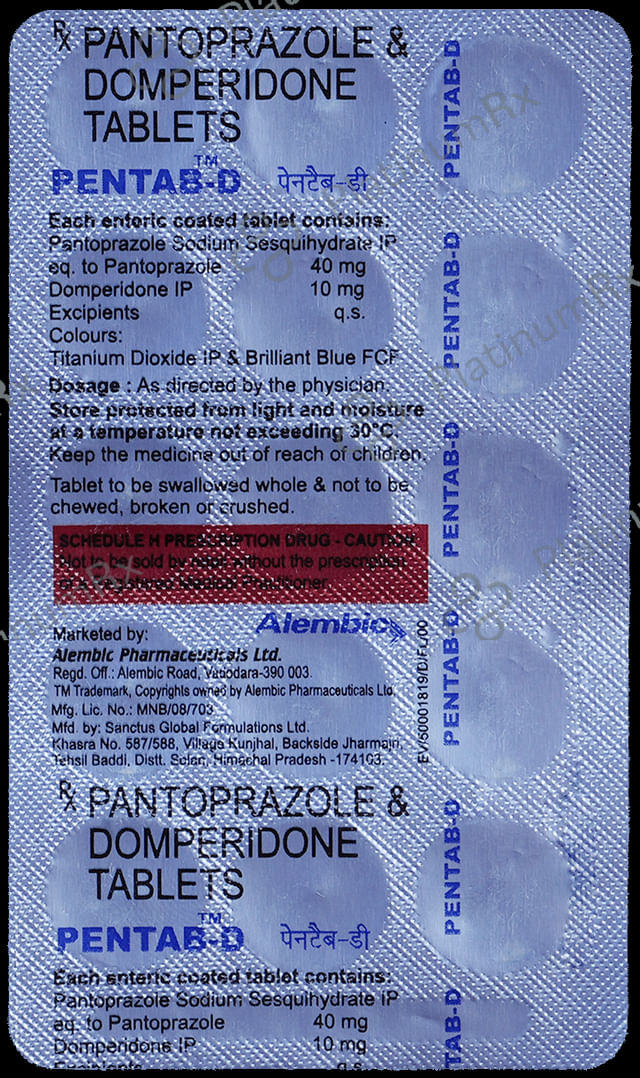 Rx PANTOPRAZOLE &
DOMPERIDONE
TABLETS
PENTAB-D™ पेनटैब-डी
Each enteric coated tablet contains:
Pantoprazole Sodium Sesquihydrate IP
eq. to Pantoprazole 40 mg
Domperidone IP 10 mg
Excipients q.s.
Colours:
Titanium Dioxide IP & Brilliant Blue FCF
Dosage : As directed by the physician.
Store protected from light and moisture
at a temperature not exceeding 30°C.
Keep the medicine out of reach of children.
Tablet to be swallowed whole & not to be
chewed, broken or crushed.
SCHEDULE H PRESCRIPTION DRUG - CAUTION
Not to be sold by retail without the prescription
of a Registered Medical Practitioner.
Alembic
Marketed by:
Alembic Pharmaceuticals Ltd.
Regd. Off.: Alembic Road, Vadodara-390 003.
TM Trademark, Copyrights owned by Alembic Pharmaceuticals Ltd.
Mfg. Lic. No.: MNB/08/703
Mfd. by: Sanctus Global Formulations Ltd.
Khasra No. 587/588, Village Kunjhal, Backside Jharmajri,
Tehsil Baddi, Distt. Solan, Himachal Pradesh -174103.
Rx PANTOPRAZOLE &
DOMPERIDONE
TABLETS
PENTAB-D™ पेनटैब-डी
Each enteric coated tablet contains:
Pantoprazole Sodium Sesquihydrate IP
eq. to Pantoprazole 40 mg
Domperidone IP 10 mg
Excipients q.s.
PENTAB-D
PENTAB-D
PENTAB-D
PENTAB-D
PENTAB-D
TAB-D
PlatinumRx